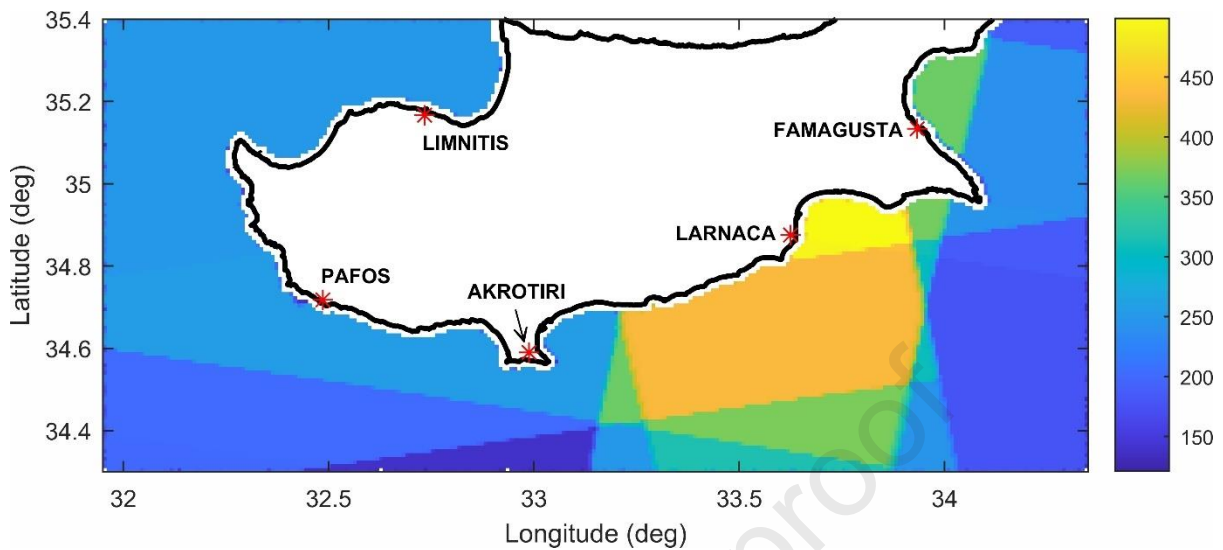 35.4
35.2
35
34.8
34.6
34.4
Latitude (deg)
32
32.5
33
33.5
34
Longitude (deg)
LIMNITIS
FAMAGUSTA
LARNACA
PAFOS
AKROTIRI
450
400
350
300
250
200
150
proof